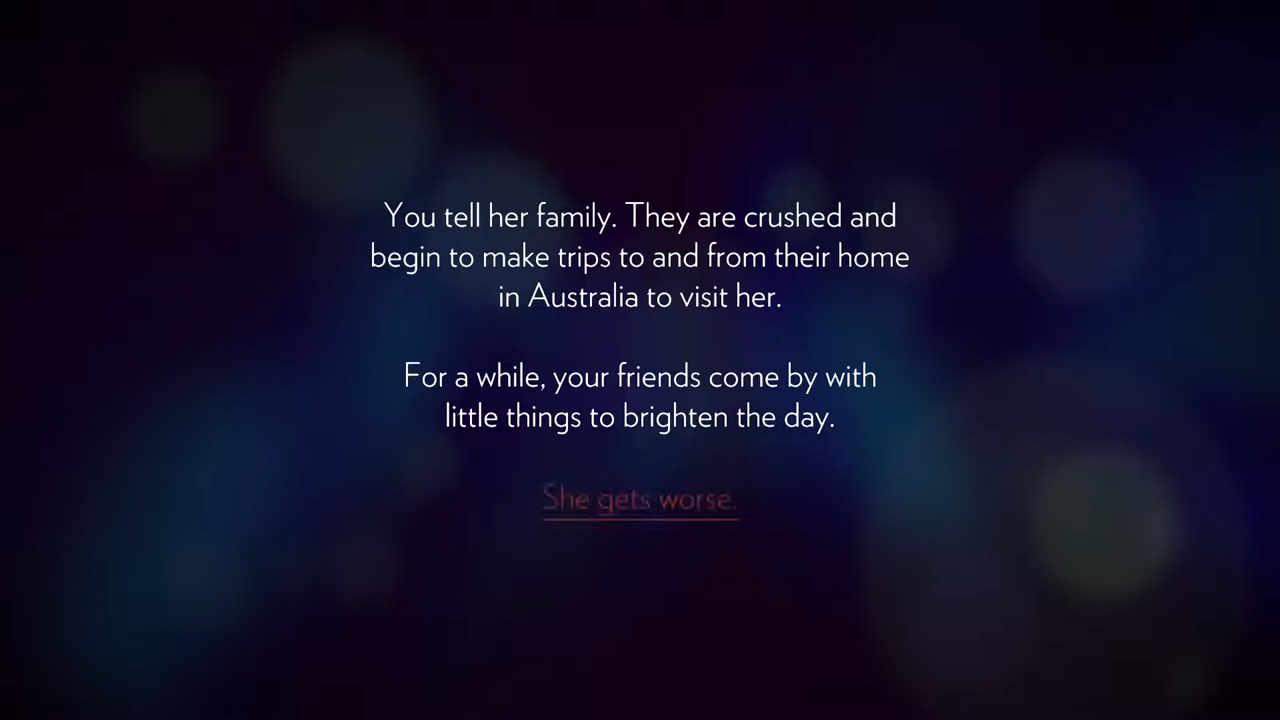 You tell her family. They are crushed and
begin to make trips to and from their home
in Australia to visit her.
For a while, your friends come by with
little things to brighten the day.
She gets worse.